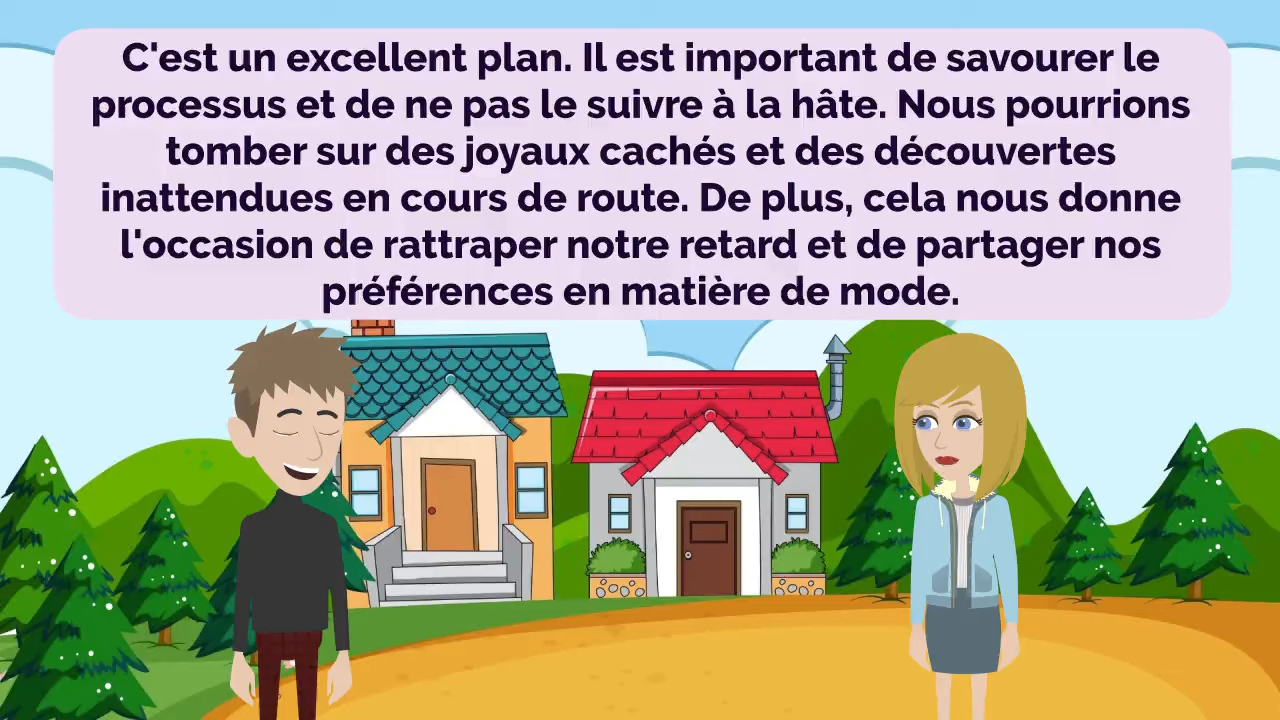 C'est un excellent plan. Il est important de savourer le
processus et de ne pas le suivre à la hâte. Nous pourrions
tomber sur des joyaux cachés et des découvertes
inattendues en cours de route. De plus, cela nous donne
l'occasion de rattraper notre retard et de partager nos
préférences en matière de mode.